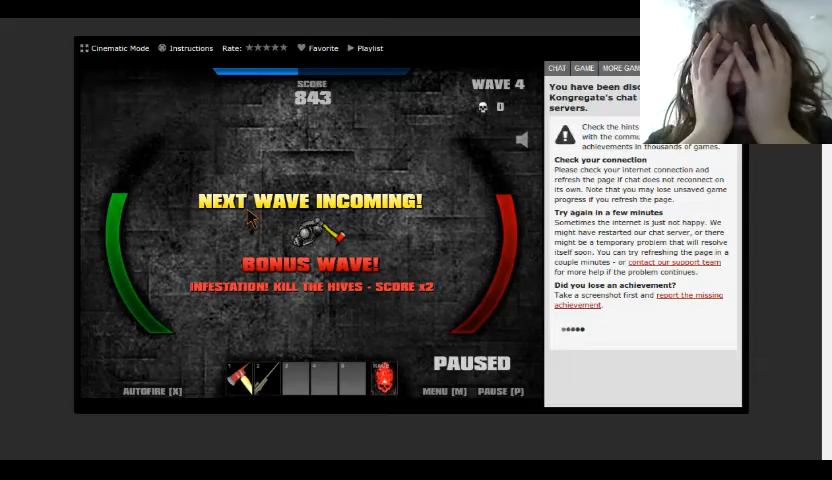 Cinematic Mode Instructions Rate: Favorite Playlist
SCORE
843
WAVE 4
0
NEXT WAVE INCOMING!
BONUS WAVE!
INFESTATION! KILL THE HIVES - SCORE X2
PAUSED
1 2 3 4 5
AUTOFIRE [X]
MENU [M] PAUSE [P]
CHAT GAME MORE GAM
You have been disc
Kongregate's chat
servers.
Check the hints
with the commu
achievements in thousands of games.
Check your connection
Please check your internet connection and
refresh the page if chat does not reconnect on
its own. Note that you may lose unsaved game
progress if you refresh the page.
Try again in a few minutes
Sometimes the internet is just not happy. We
might have restarted our chat server, or there
might be a temporary problem that will resolve
itself soon. You can try refreshing the page in a
couple minutes - or contact our support team
for more help if the problem continues.
Did you lose an achievement?
Take a screenshot first and report the missing
achievement.